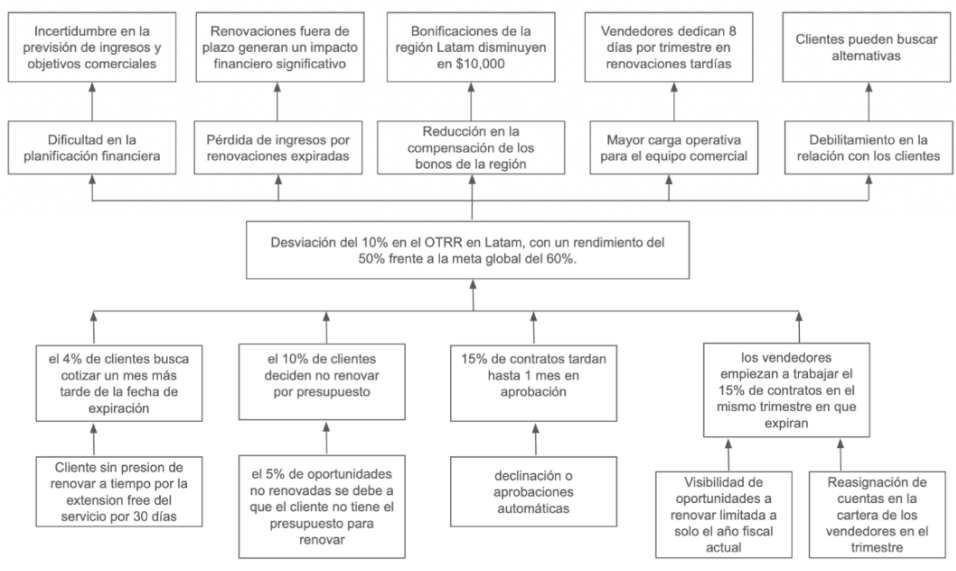 Incertidumbre en la
previsión de ingresos y
objetivos comerciales
Renovaciones fuera de
plazo generan un impacto
financiero significativo
Bonificaciones de la
región Latam disminuyen
en $10,000
Vendedores dedican 8
días por trimestre en
renovaciones tardías
Clientes pueden buscar
alternativas
Dificultad en la
planificación financiera
Pérdida de ingresos por
renovaciones expiradas
Reducción en la
compensación de los
bonos de la región
Mayor carga operativa
para el equipo comercial
Debilitamiento en la
relación con los clientes
Desviación del 10% en el OTRR en Latam, con un rendimiento del
50% frente a la meta global del 60%.
el 4% de clientes busca
cotizar un mes más
tarde de la fecha de
expiración
el 10% de clientes
deciden no renovar
por presupuesto
15% de contratos tardan
hasta 1 mes en
aprobación
los vendedores
empiezan a trabajar el
15% de contratos en el
mismo trimestre en que
expiran
Cliente sin presion de
renovar a tiempo por la
extension free del
servicio por 30 días
el 5% de oportunidades
no renovadas se debe a
que el cliente no tiene el
presupuesto para
renovar
declinación o
aprobaciones
automáticas
Visibilidad de
oportunidades a
renovar limitada a
solo el año fiscal
actual
Reasignación de
cuentas en la
cartera de los
vendedores en el
trimestre